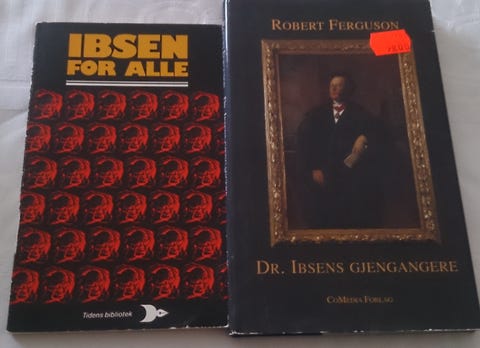 IBSEN
FOR ALLE
Tidens bibliotek
ROBERT FERGUSON
DR. IBSENS GJENGANGERE
COMEDIA FORLAG